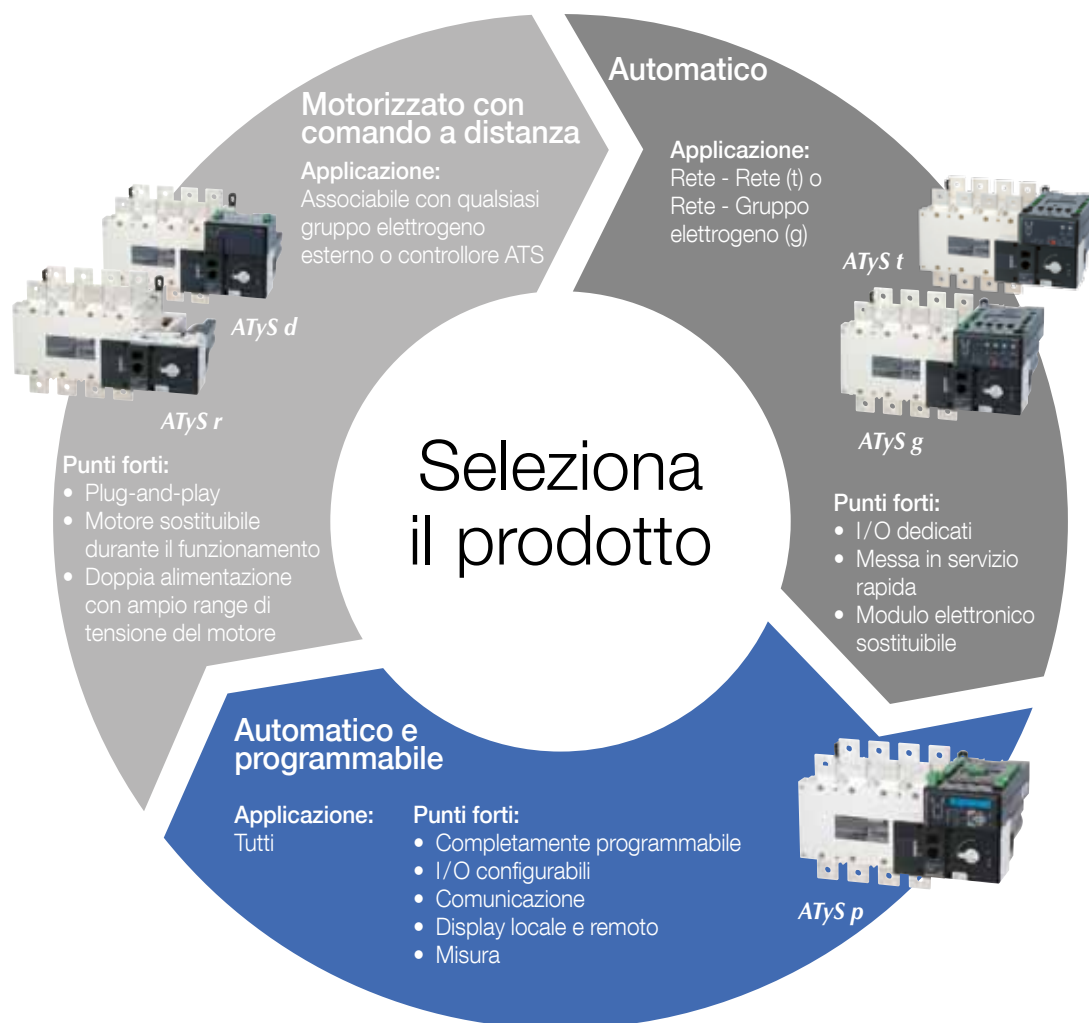 Motorizzato con
comando a distanza
Applicazione:
Associabile con qualsiasi
gruppo elettrogeno
esterno o controllore ATS
ATyS d
ATyS r
Punti forti:
• Plug-and-play
• Motore sostituibile
durante il funzionamento
• Doppia alimentazione
con ampio range di
tensione del motore
Automatico
Applicazione:
Rete - Rete (t) o
Rete - Gruppo
elettrogeno (g)
ATyS t
ATyS g
Punti forti:
• I/O dedicati
• Messa in servizio
rapida
• Modulo elettronico
sostituibile
Seleziona
il prodotto
Automatico e
programmabile
Applicazione:
Tutti
Punti forti:
• Completamente programmabile
• I/O configurabili
• Comunicazione
• Display locale e remoto
• Misura
ATyS p